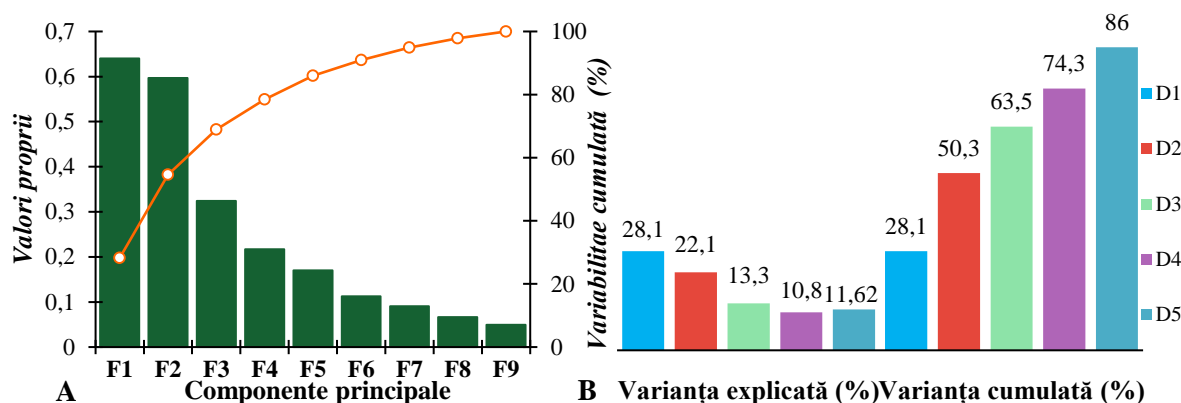 0,7
0,6
0,5
0,4
0,3
0,2
0,1
0
Valori proprii
100
80
60
40
20
0
Variabilitae cumulată (%)
F1 F2 F3 F4 F5 F6 F7 F8 F9
A Componente principale
28,1
22,1
13,3
10,8
11,62
28,1
50,3
63,5
74,3
86
D1
D2
D3
D4
D5
B Varianța explicată (%) Varianța cumulată (%)